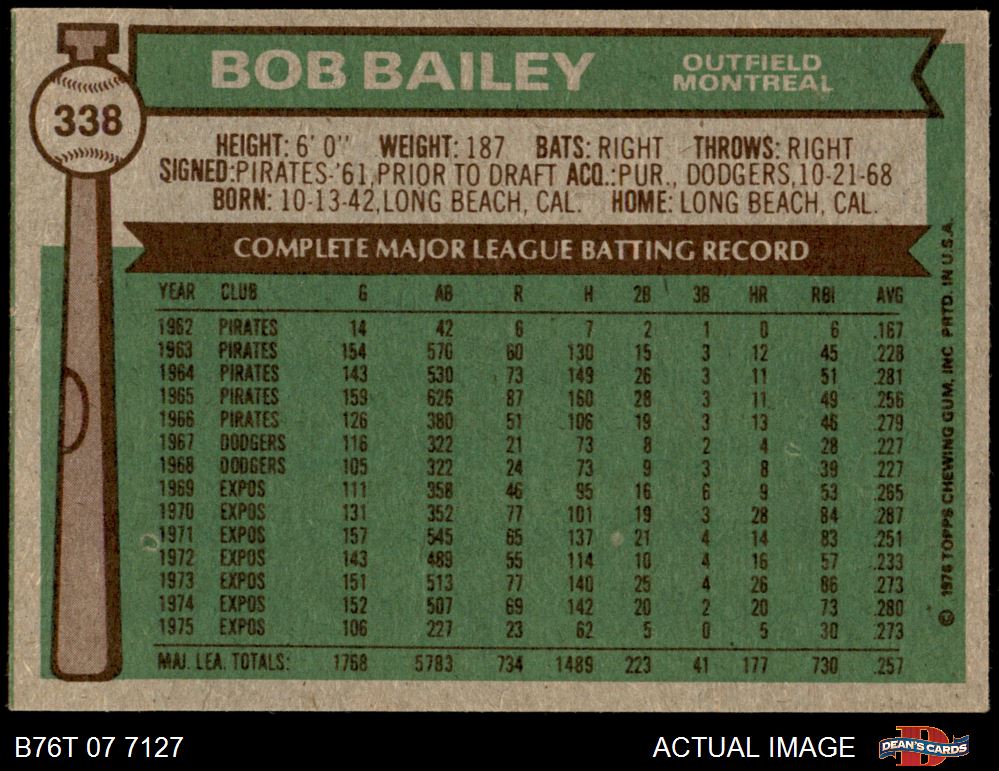 BOB BAILEY
OUTFIELD
MONTREAL
338
HEIGHT: 6' 0" WEIGHT: 187 BATS: RIGHT THROWS: RIGHT
SIGNED:PIRATES-'61,PRIOR TO DRAFT ACQ.:PUR., DODGERS,10-21-68
BORN: 10-13-42,LONG BEACH, CAL. HOME: LONG BEACH, CAL.
COMPLETE MAJOR LEAGUE BATTING RECORD
YEAR CLUB G AB R H 2B 3B HR RBI AVG
1962 PIRATES 14 42 6 7 2 1 0 6 .167
1963 PIRATES 154 570 60 130 15 3 12 45 .228
1964 PIRATES 143 530 73 149 26 3 11 51 .281
1965 PIRATES 159 626 87 160 28 3 11 49 .256
1966 PIRATES 126 380 51 106 19 3 13 46 .279
1967 DODGERS 116 322 21 73 8 2 4 28 .227
1968 DODGERS 105 322 24 73 9 3 8 39 .227
1969 EXPOS 111 358 46 95 16 6 9 53 .265
1970 EXPOS 131 352 77 101 19 3 28 84 .287
1971 EXPOS 157 545 65 137 21 4 14 83 .251
1972 EXPOS 143 489 55 114 10 4 16 57 .233
1973 EXPOS 151 513 77 140 25 4 26 86 .273
1974 EXPOS 152 507 69 142 20 2 20 73 .280
1975 EXPOS 106 227 23 62 5 0 5 30 .273
MAJ. LEA. TOTALS: 1768 5783 734 1489 223 41 177 730 .257
© 1976 TOPPS CHEWING GUM, INC. PRTD. IN U.S.A.
B76T 07 7127
ACTUAL IMAGE
DEAN'S CARDS